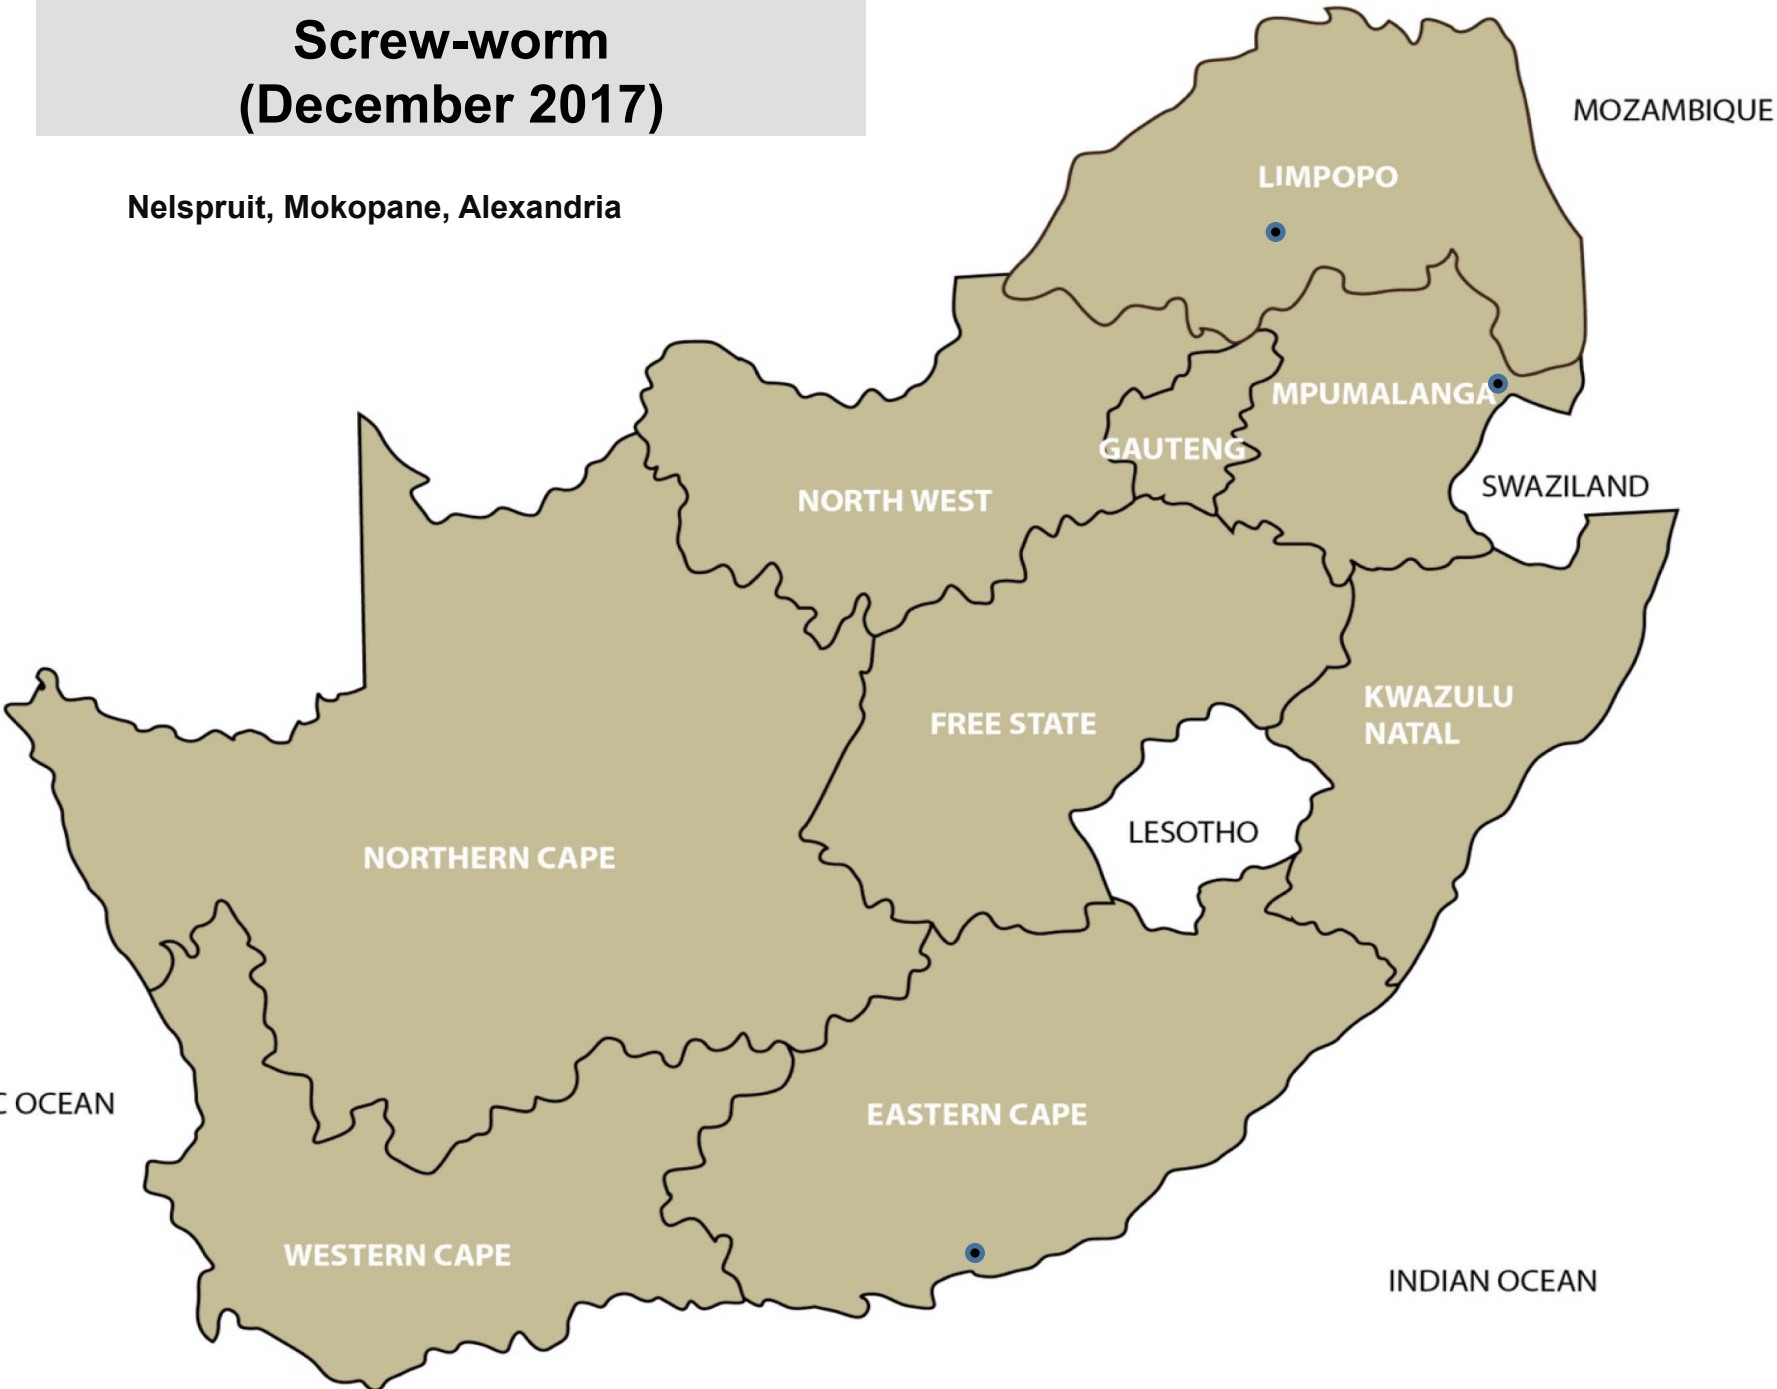 Screw-worm
(December 2017)
MOZAMBIQUE
LIMPOPO
Nelspruit, Mokopane, Alexandria
MPUMALANGA
GAUTENG
SWAZILAND
NORTH WEST
KWAZULU
NATAL
FREE STATE
LESOTHO
NORTHERN CAPE
C OCEAN
EASTERN CAPE
WESTERN CAPE
INDIAN OCEAN